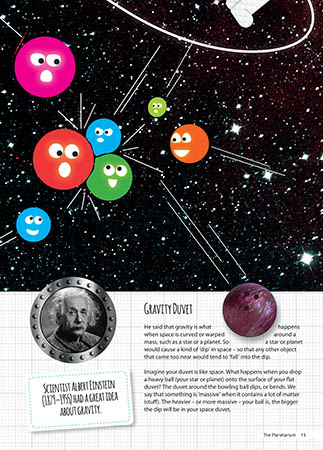 GRAVITY DUVET
He said that gravity is what happens
when space is curved or warped around a
mass, such as a star or a planet. So a star or planet
would cause a kind of 'dip' in space – so that any other object
that came too near would tend to 'fall' into the dip.
Imagine your duvet is like space. What happens when you drop
a heavy ball (your star or planet) onto the surface of your flat
duvet? The duvet around the bowling ball dips, or bends. We
say that something is 'massive' when it contains a lot of matter
(stuff). The heavier – or more massive – your ball is, the bigger
the dip will be in your space duvet.
SCIENTIST ALBERT EINSTEIN
(1879–1955) HAD A GREAT IDEA
ABOUT GRAVITY.
The Planetarium 15